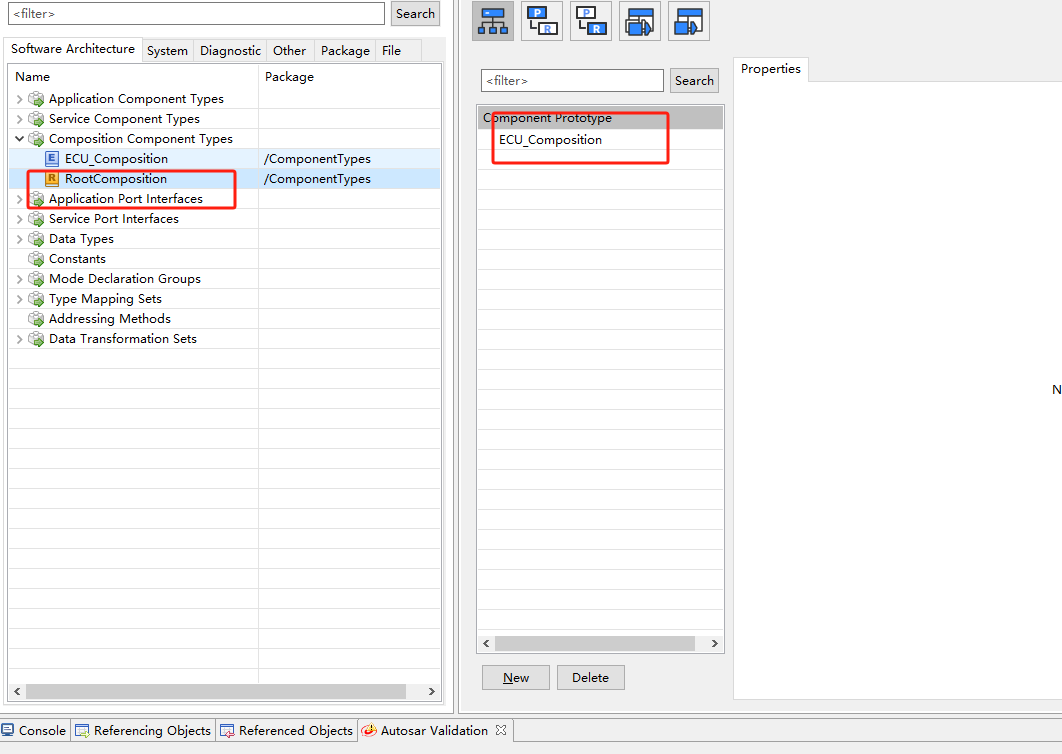 <filter>
Search
Software Architecture
System
Diagnostic
Other
Package
File
Name
Package
Application Component Types
Service Component Types
Composition Component Types
E
ECU_Composition
/ComponentTypes
R
RootComposition
/ComponentTypes
Application Port Interfaces
Service Port Interfaces
Data Types
Constants
Mode Declaration Groups
Type Mapping Sets
Addressing Methods
Data Transformation Sets
P
R
P
R
<filter>
Search
Component Prototype
ECU_Composition
New
Delete
Properties
N
Console
Referencing Objects
Referenced Objects
Autosar Validation